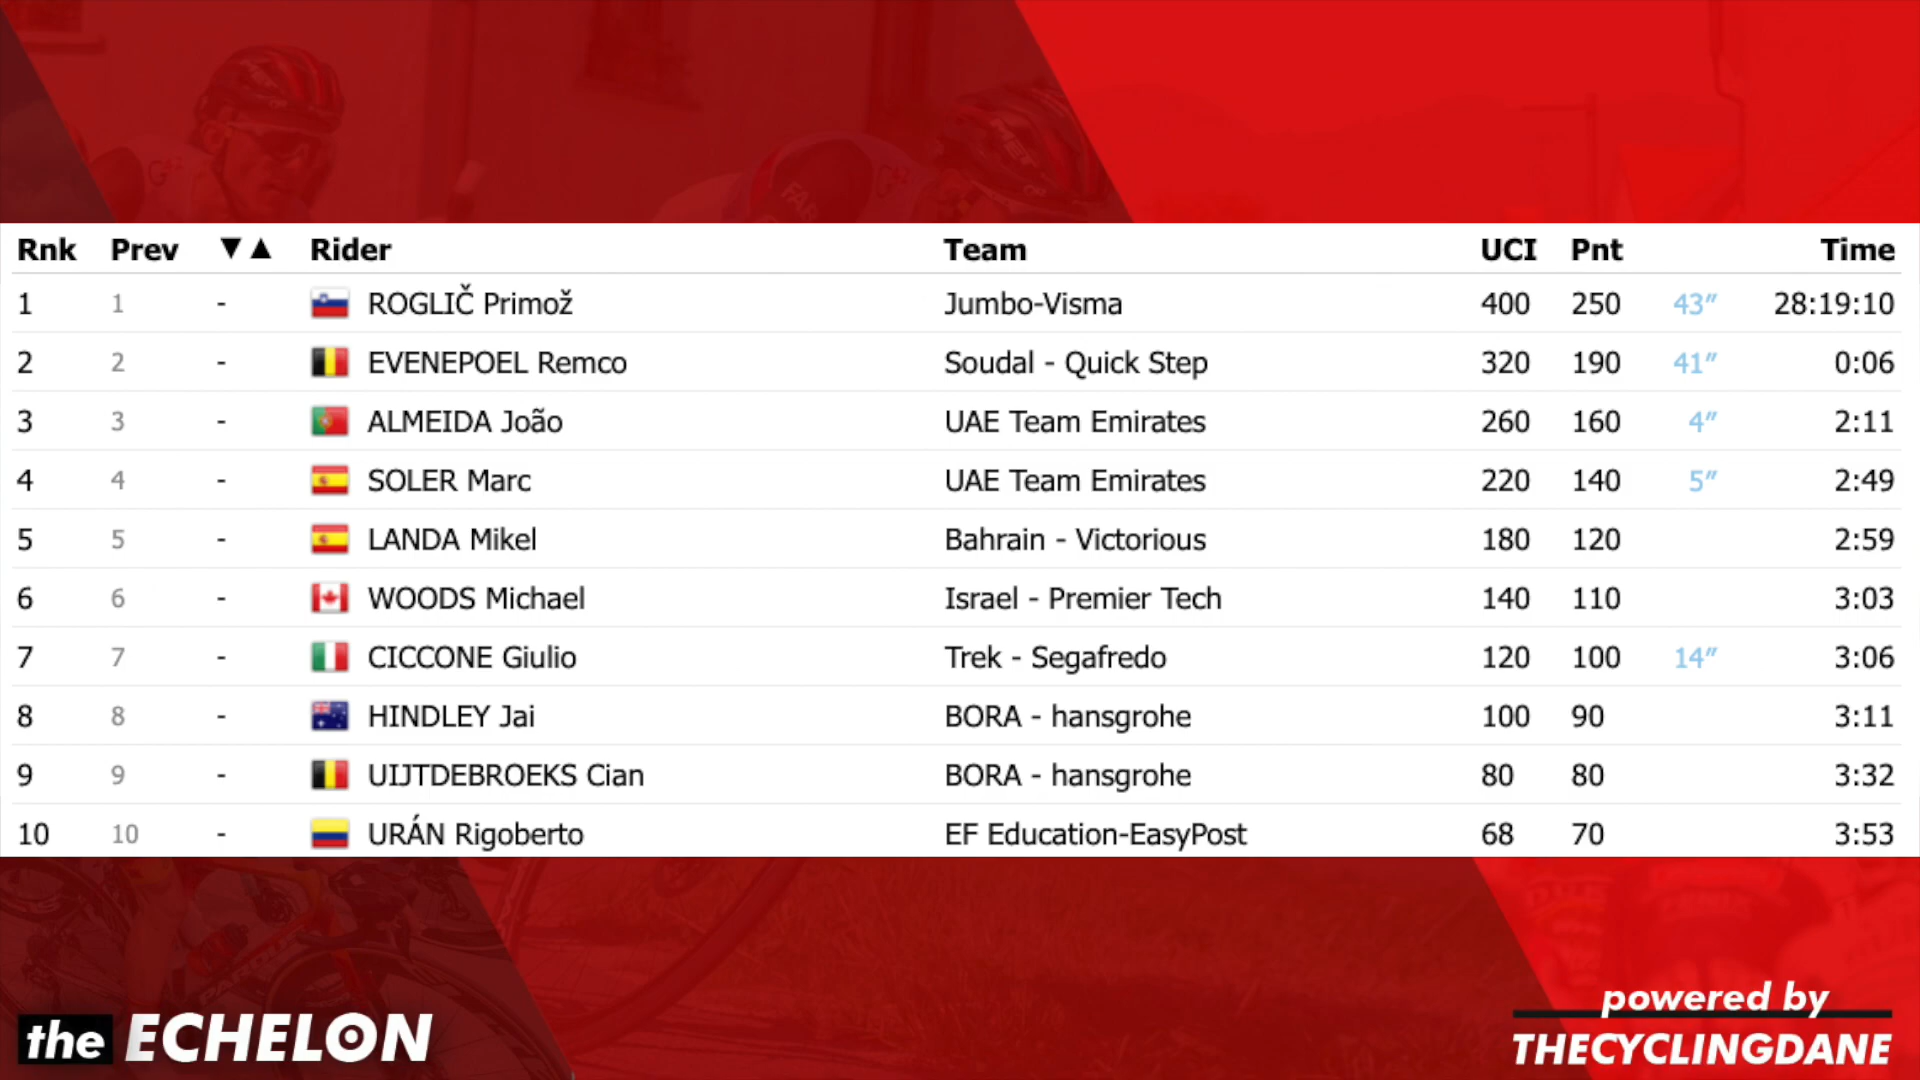 Rnk Prev ▼▲ Rider Team UCI Pnt Time
1 1 - ROGLIČ Primož Jumbo-Visma 400 250 43″ 28:19:10
2 2 - EVENEPOEL Remco Soudal - Quick Step 320 190 41″ 0:06
3 3 - ALMEIDA João UAE Team Emirates 260 160 4″ 2:11
4 4 - SOLER Marc UAE Team Emirates 220 140 5″ 2:49
5 5 - LANDA Mikel Bahrain - Victorious 180 120 2:59
6 6 - WOODS Michael Israel - Premier Tech 140 110 3:03
7 7 - CICCONE Giulio Trek - Segafredo 120 100 14″ 3:06
8 8 - HINDLEY Jai BORA - hansgrohe 100 90 3:11
9 9 - UIJTDEBROEKS Cian BORA - hansgrohe 80 80 3:32
10 10 - URÁN Rigoberto EF Education-EasyPost 68 70 3:53
the ECHELON
powered by
THECYCLINGDANE